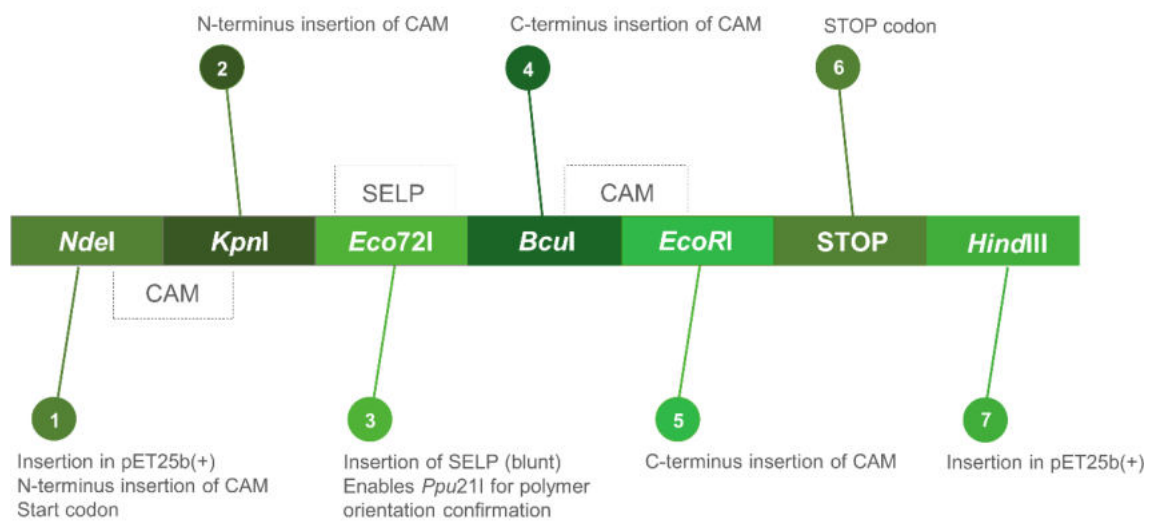 N-terminus insertion of CAM
C-terminus insertion of CAM
STOP codon
2
4
6
SELP
CAM
NdeI
KpnI
Eco72I
BcuI
EcoRI
STOP
HindIII
CAM
1
3
5
7
Insertion in pET25b(+)
N-terminus insertion of CAM
Start codon
Insertion of SELP (blunt)
Enables Ppu21I for polymer
orientation confirmation
C-terminus insertion of CAM
Insertion in pET25b(+)